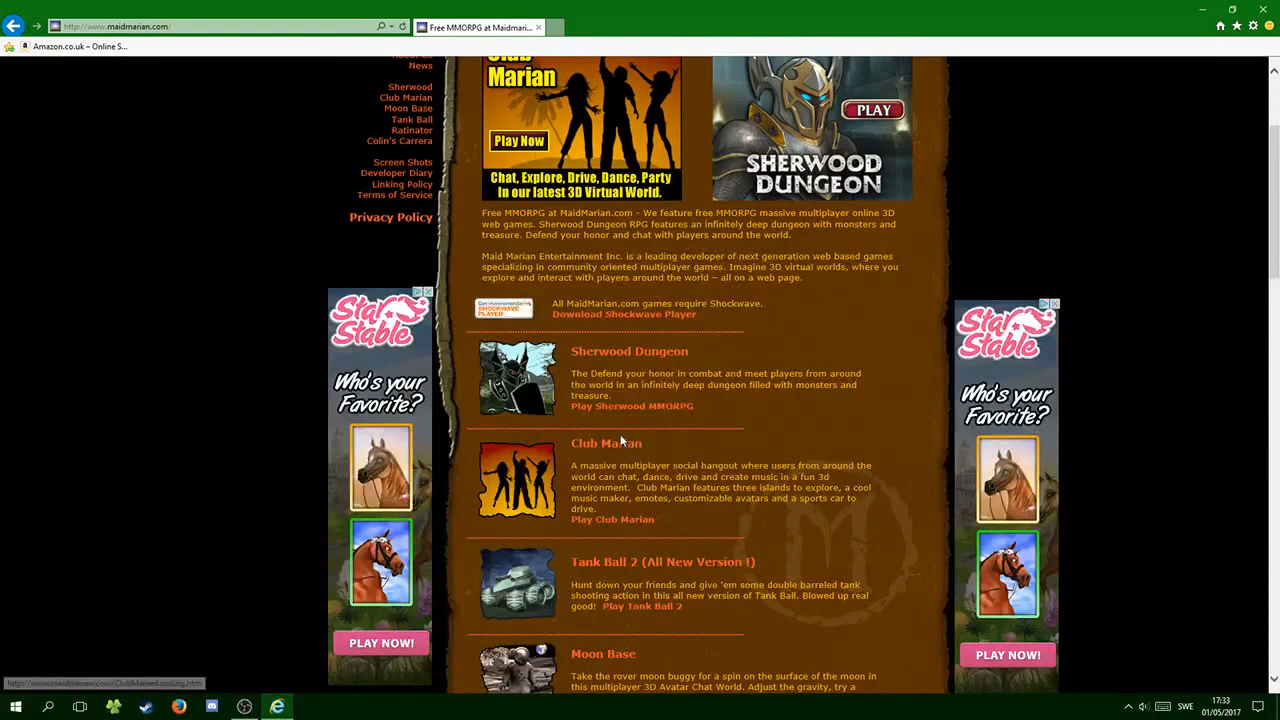 http://www.maidmarian.com/
Free MMORPG at Maidmari...
Amazon.co.uk – Online S...
News
Sherwood
Club Marian
Moon Base
Tank Ball
Ratinator
Colin's Carrera
Screen Shots
Developer Diary
Linking Policy
Terms of Service
Privacy Policy
Marian
Play Now
Chat, Explore, Drive, Dance, Party
In our latest 3D Virtual World.
PLAY
SHERWOOD
DUNGEON
Free MMORPG at MaidMarian.com - We feature free MMORPG massive multiplayer online 3D
web games. Sherwood Dungeon RPG features an infinitely deep dungeon with monsters and
treasure. Defend your honor and chat with players around the world.
Maid Marian Entertainment Inc. is a leading developer of next generation web based games
specializing in community oriented multiplayer games. Imagine 3D virtual worlds, where you
explore and interact with players around the world ~ all on a web page.
SHOCKWAVE
PLAYER
All MaidMarian.com games require Shockwave.
Download Shockwave Player
Sherwood Dungeon
The Defend your honor in combat and meet players from around
the world in an infinitely deep dungeon filled with monsters and
treasure.
Play Sherwood MMORPG
Club Marian
A massive multiplayer social hangout where users from around the
world can chat, dance, drive and create music in a fun 3d
environment. Club Marian features three islands to explore, a cool
music maker, emotes, customizable avatars and a sports car to
drive.
Play Club Marian
Tank Ball 2 (All New Version !)
Hunt down your friends and give 'em some double barreled tank
shooting action in this all new version of Tank Ball. Blowed up real
good! Play Tank Ball 2
Moon Base
Take the rover moon buggy for a spin on the surface of the moon in
this multiplayer 3D Avatar Chat World. Adjust the gravity, try a
Star
Stable
Who's your
Favorite?
PLAY NOW!
Star
Stable
Who's your
Favorite?
PLAY NOW!
SWE
17:33
01/05/2017